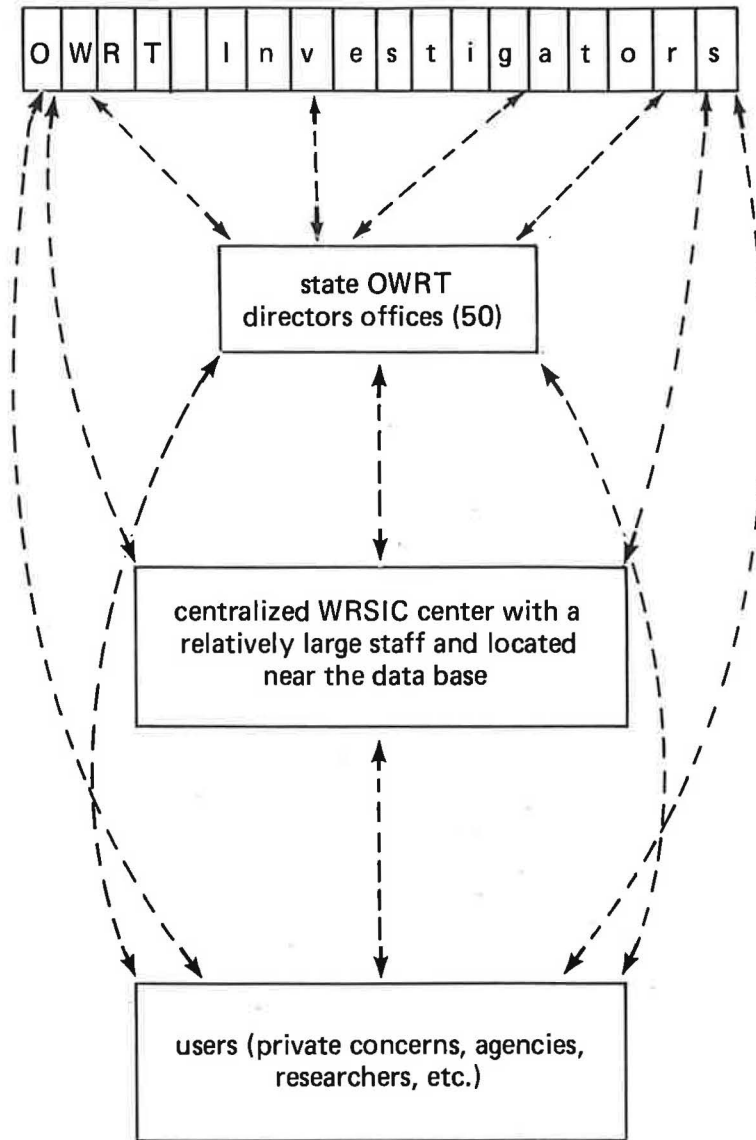 OWRT Investigators
state OWRT
directors offices (50)
centralized WRSIC center with a
relatively large staff and located
near the data base
users (private concerns, agencies,
researchers, etc.)